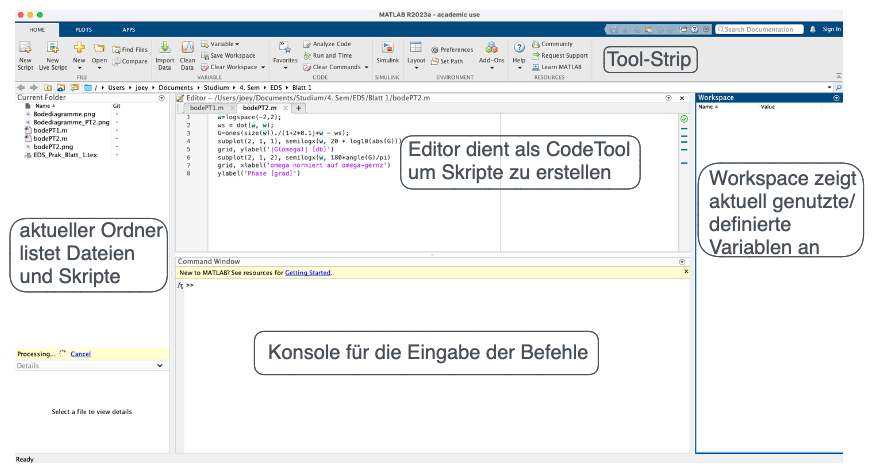 MATLAB R2023a - academic use
HOME PLOTS APPS
Search Documentation Sign In
New Script
New Live Script
New
Open
Find Files
Compare
Import Data
Clean Data
Variable
Save Workspace
Clear Workspace
Favorites
Analyze Code
Run and Time
Clear Commands
Simulink
Layout
Preferences
Set Path
Add-Ons
Help
Community
Request Support
Learn MATLAB
FILE VARIABLE CODE SIMULINK ENVIRONMENT RESOURCES
Tool-Strip
/ Users joey Documents Studium 4. Sem EDS Blatt 1
Current Folder
Name Git
Bodediagramme.png
Bodediagramme_PT2.png
bodePT1.m
bodePT2.m
bodePT2.png
EDS_Prak_Blatt_1.tex
aktueller Ordner
listet Dateien
und Skripte
Processing... Cancel
Details
Select a file to view details
Editor - /Users/joey/Documents/Studium/4. Sem/EDS/Blatt 1/bodePT2.m
bodePT1.m bodePT2.m +
1 w=logspace(-2,2);
2 ws = dot(w, w);
3 G=ones(size(w))./(1+2*0.1j*w - ws);
4 subplot(2, 1, 1), semilogx(w, 20 * log10(abs(G)))
5 grid, ylabel('|G(omega)| [db]')
6 subplot(2, 1, 2), semilogx(w, 180*angle(G)/pi)
7 grid, xlabel('omega normiert auf omega-gernz')
8 ylabel('Phase [grad]')
Editor dient als CodeTool
um Skripte zu erstellen
Command Window
New to MATLAB? See resources for Getting Started.
fx >>
Konsole für die Eingabe der Befehle
Workspace
Name Value
Workspace zeigt
aktuell genutzte/
definierte
Variablen an
Ready